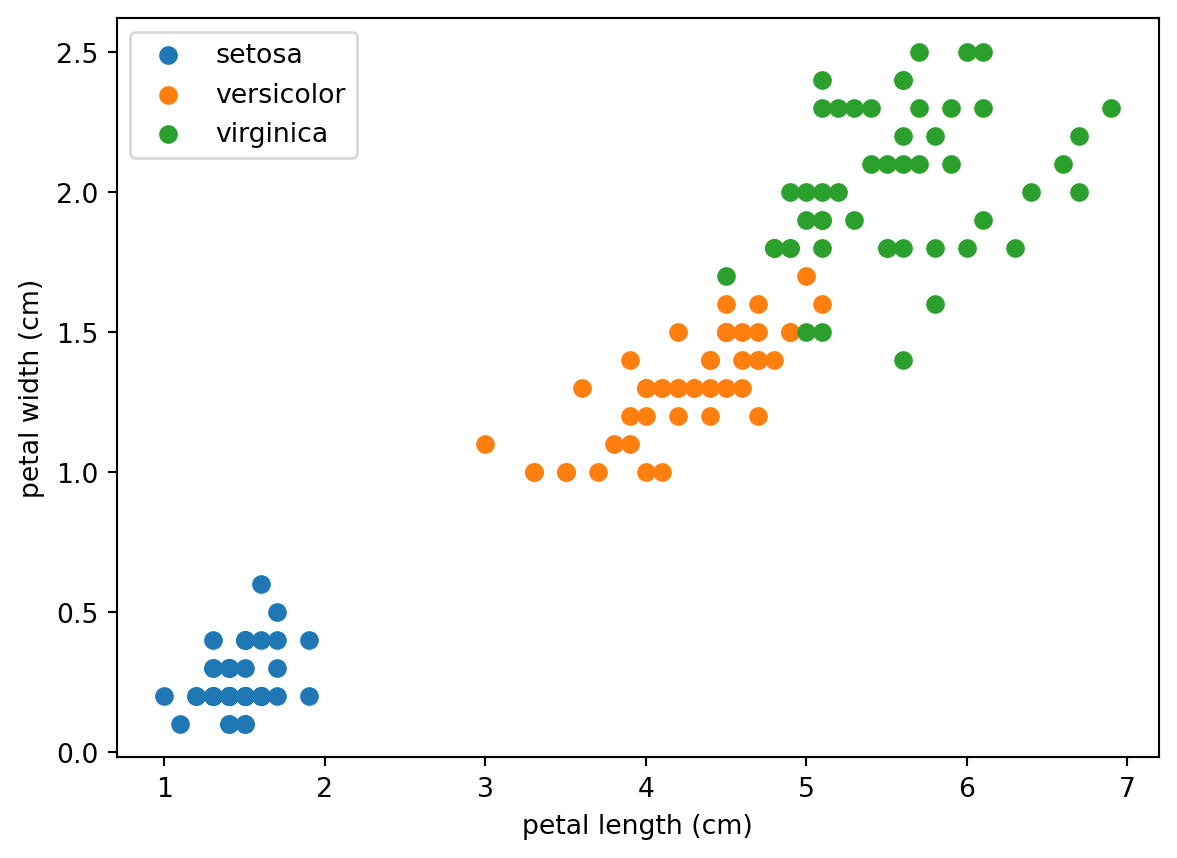 setosa
versicolor
virginica
2.5
2.0
1.5
1.0
0.5
0.0
petal width (cm)
1 2 3 4 5 6 7
petal length (cm)